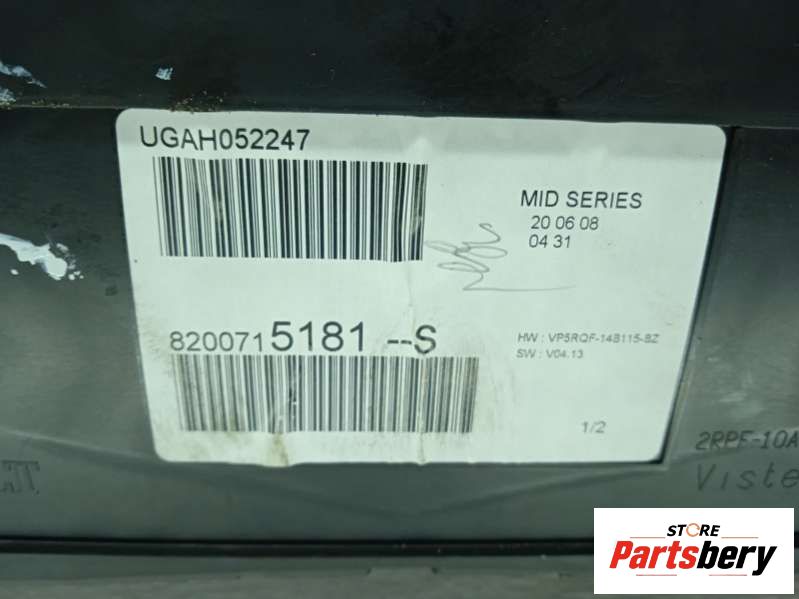 UGAH052247
MID SERIES
20 06 08
04 31
8200715181 --S
HW : VP5RQF-14B115-BZ
SW : V04.13
1/2
2RPF-10A
Viste
STORE
Partsbery